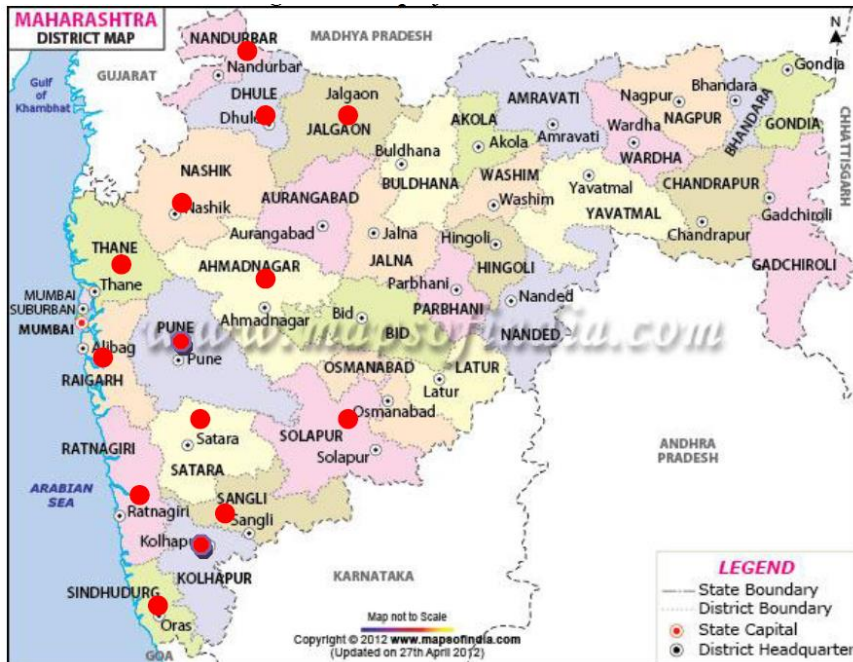 MAHARASHTRA
DISTRICT MAP
N
MADHYA PRADESH
GUJARAT
Gulf
of
Khambhat
CHHATTISGARH
NANDURBAR
Nandurbar
DHULE
Dhule
Jalgaon
JALGAON
Buldhana
BULDHANA
AKOLA
Akola
AMRAVATI
Amravati
Nagpur
NAGPUR
Wardha
WARDHA
Bhandara
BHANDARA
Gondia
GONDIA
NASHIK
Nashik
AURANGABAD
Aurangabad
Jalna
JALNA
WASHIM
Washim
Hingoli
HINGOLI
Yavatmal
YAVATMAL
CHANDRAPUR
Chandrapur
Gadchiroli
GADCHIROLI
THANE
Thane
MUMBAI
SUBURBAN
MUMBAI
AHMADNAGAR
Ahmadnagar
Parbhani
PARBHANI
Nanded
NANDED
Bid
BID
PUNE
Pune
www.mapsofindia.com
Alibag
RAIGARH
OSMANABAD
Osmanabad
LATUR
Latur
Satara
SATARA
SOLAPUR
Solapur
RATNAGIRI
Ratnagiri
ARABIAN
SEA
SANGLI
Sangli
Kolhapur
KOLHAPUR
SINDHUDURG
Oras
GOA
KARNATAKA
ANDHRA
PRADESH
Map not to Scale
Copyright © 2012 www.mapsofindia.com
(Updated on 27th April 2012)
LEGEND
State Boundary
District Boundary
State Capital
District Headquarter